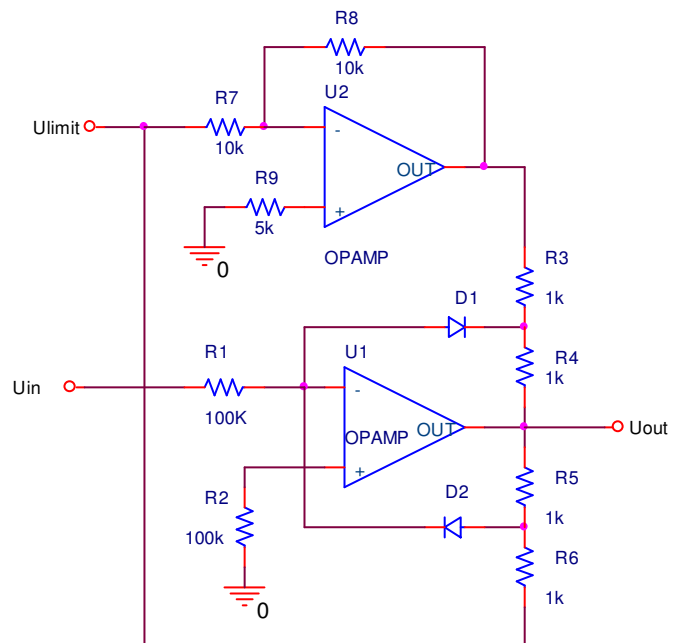 R8
10k
U2
R7
Ulimit
10k
-
OUT
R9
+
5k
0
OPAMP
R3
1k
D1
R4
1k
R1
U1
Uin
-
100K
OPAMP
OUT
Uout
+
R5
1k
R2
100k
D2
R6
1k
0